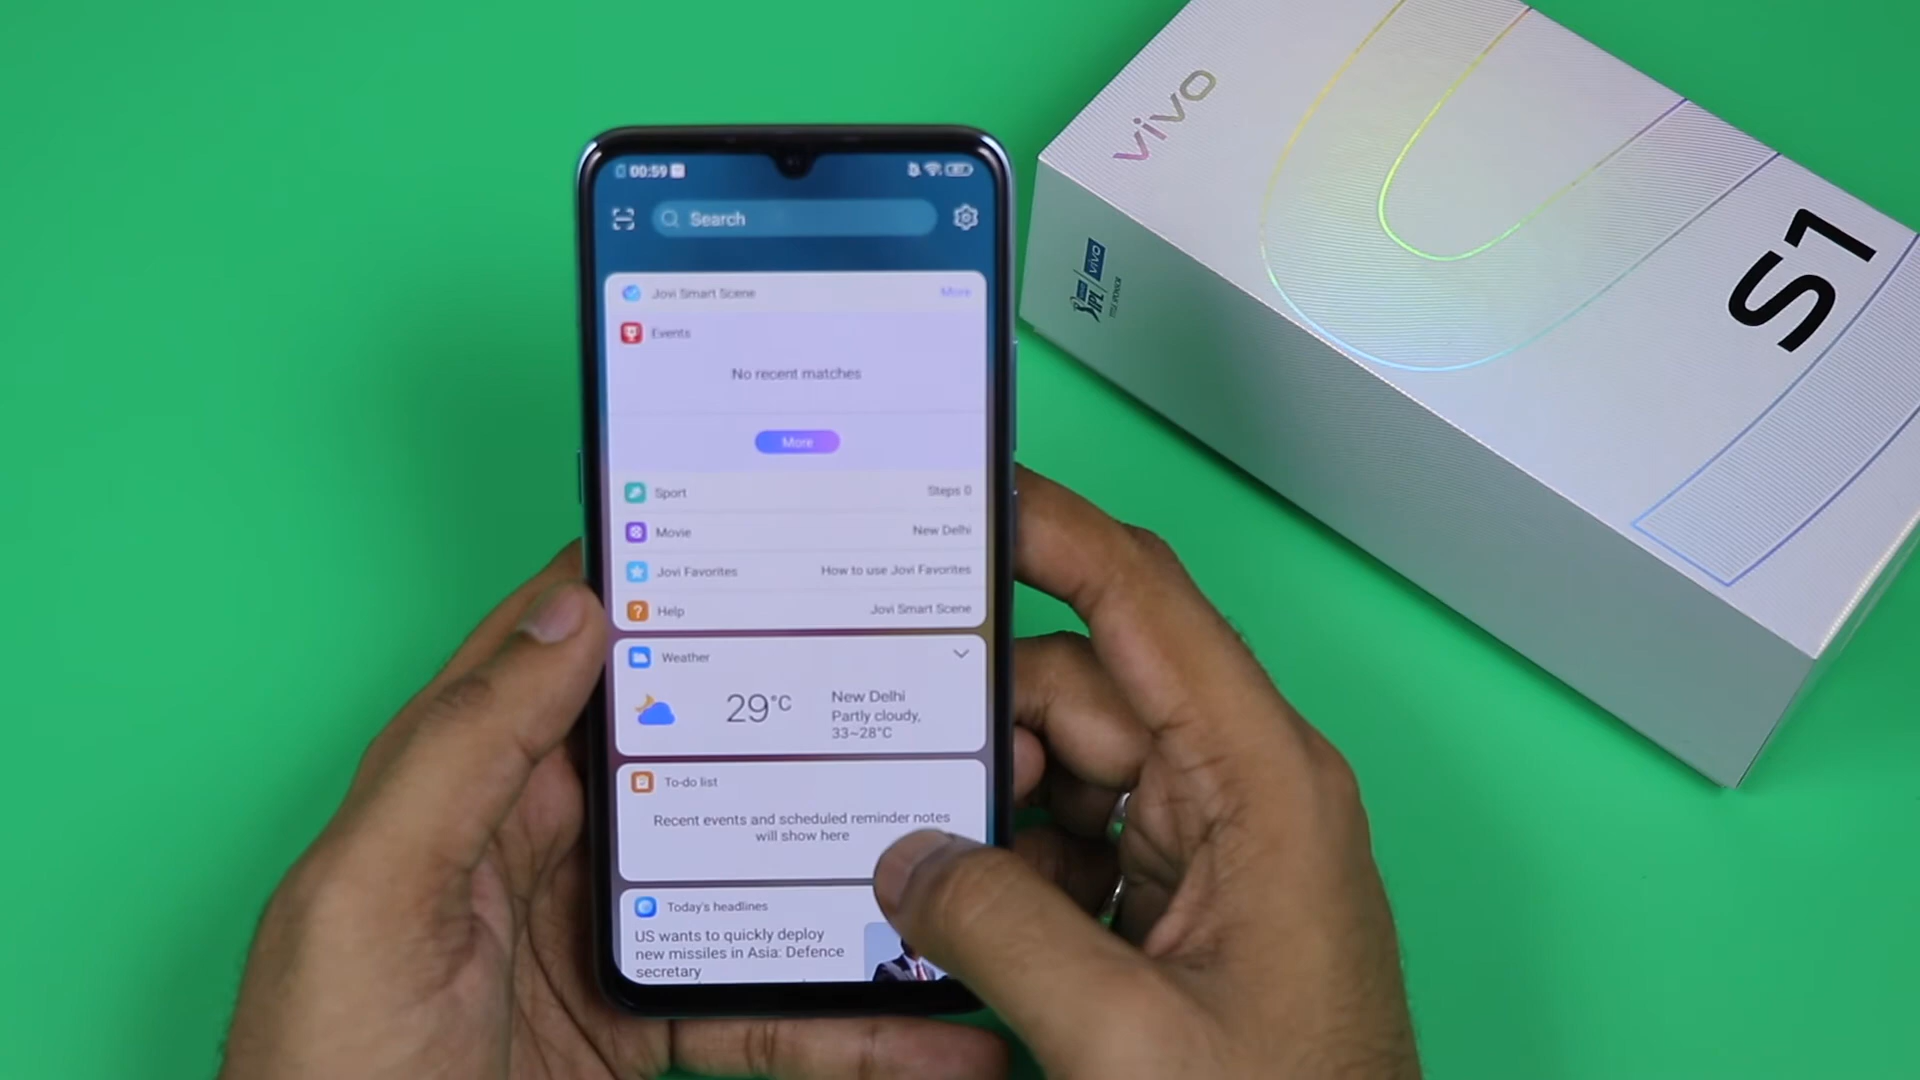 00:59
Search
Jovi Smart Scene
More
Events
No recent matches
More
Sport
Steps 0
Movie
New Delhi
Jovi Favorites
How to use Jovi Favorites
Help
Jovi Smart Scene
Weather
29°C
New Delhi
Partly cloudy,
33~28°C
To-do list
Recent events and scheduled reminder notes
will show here
Today's headlines
US wants to quickly deploy
new missiles in Asia: Defence
secretary
vivo
S1
vivo
IPL